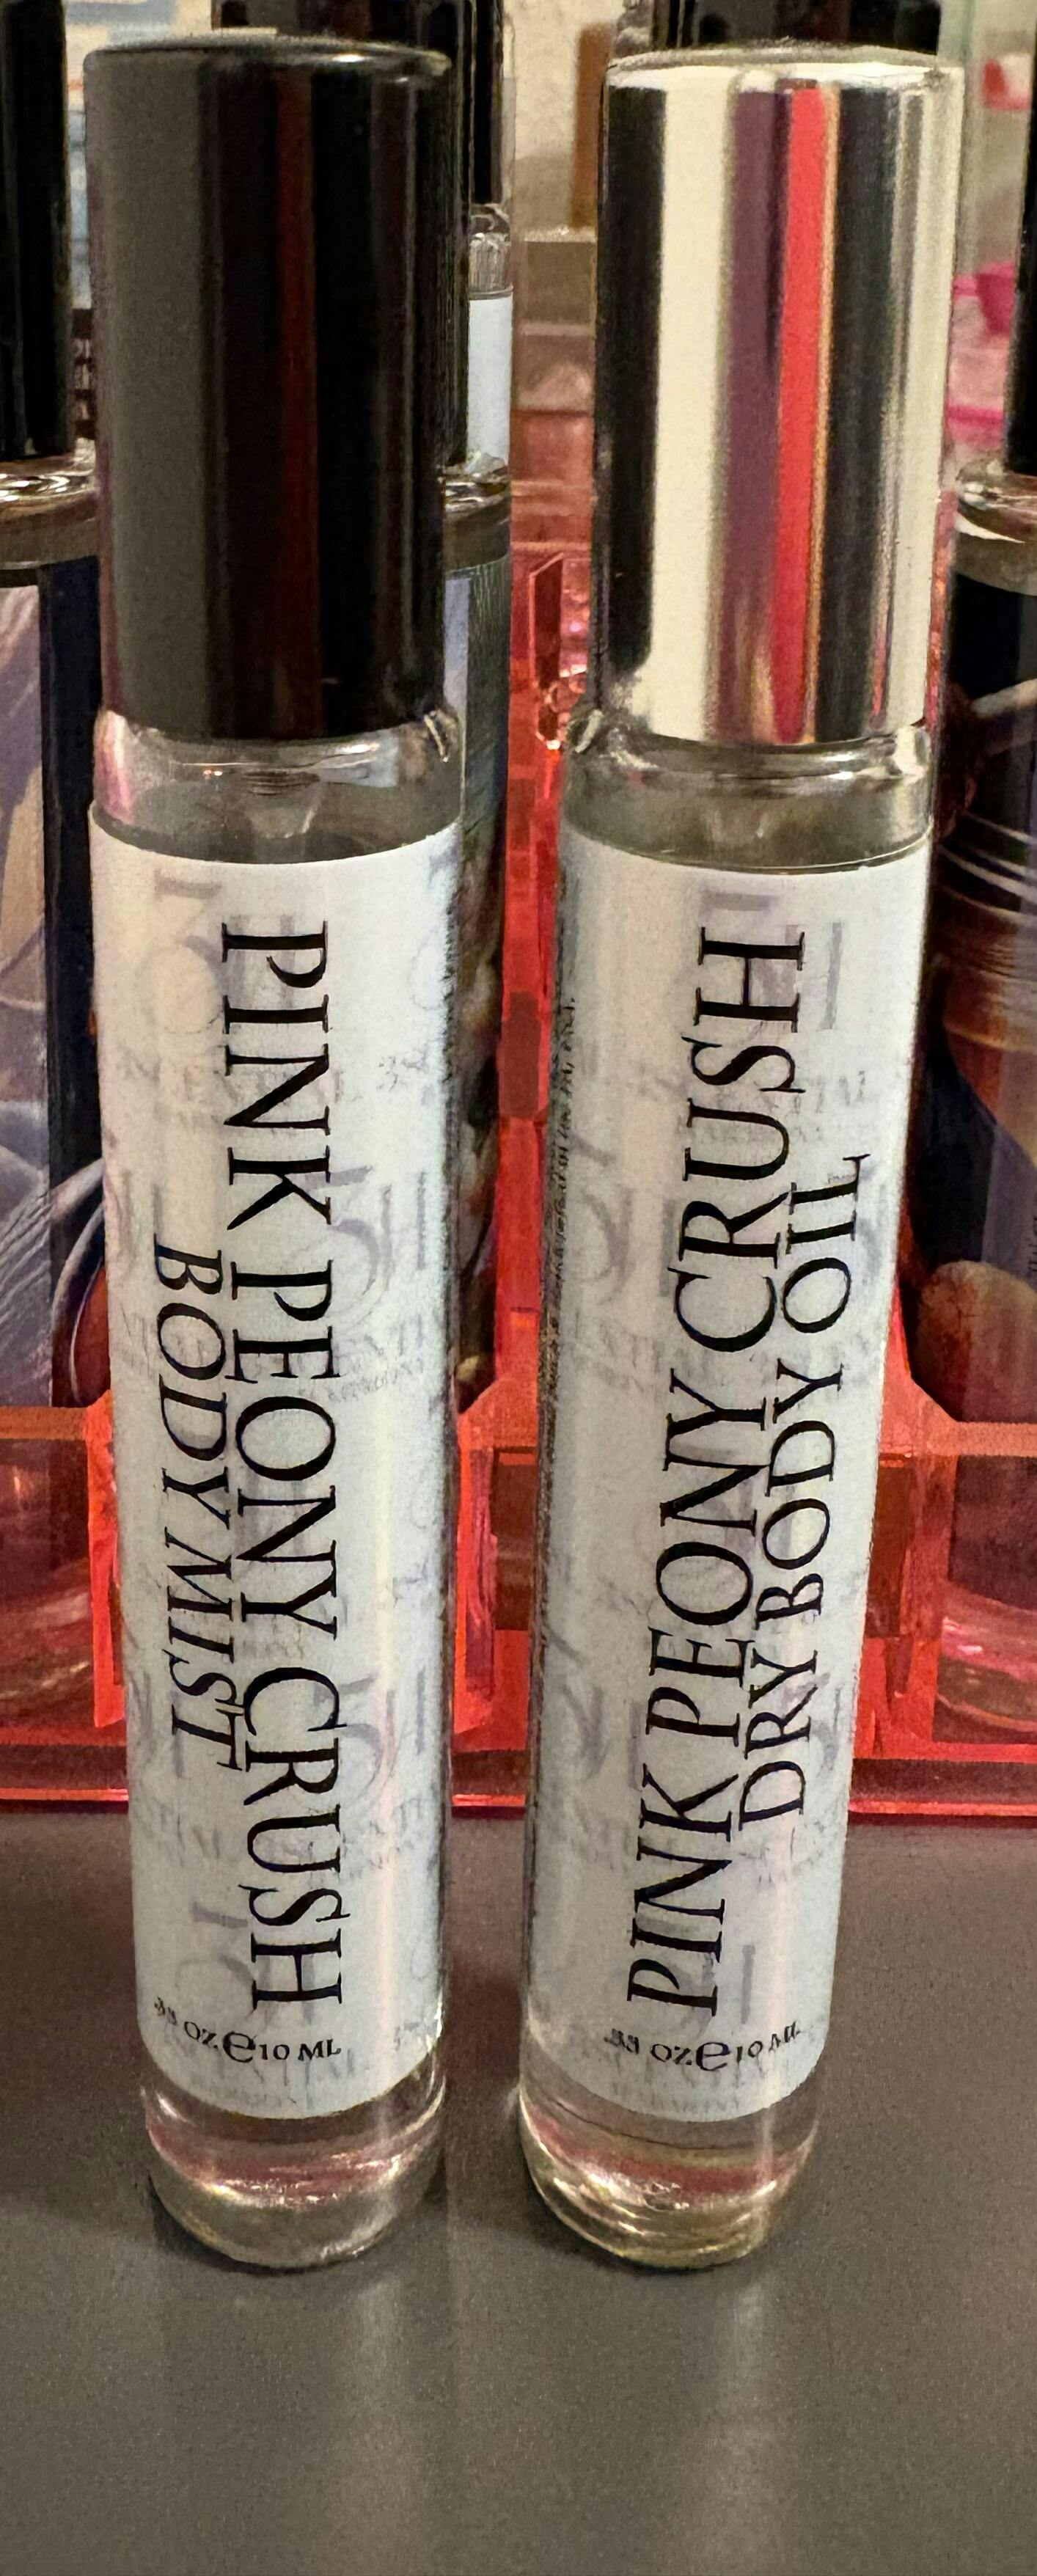 PINK PEONY CRUSH
BODY MIST
.33 OZ e 10 ML
PINK PEONY CRUSH
DRY BODY OIL
.33 OZ e 10 ML